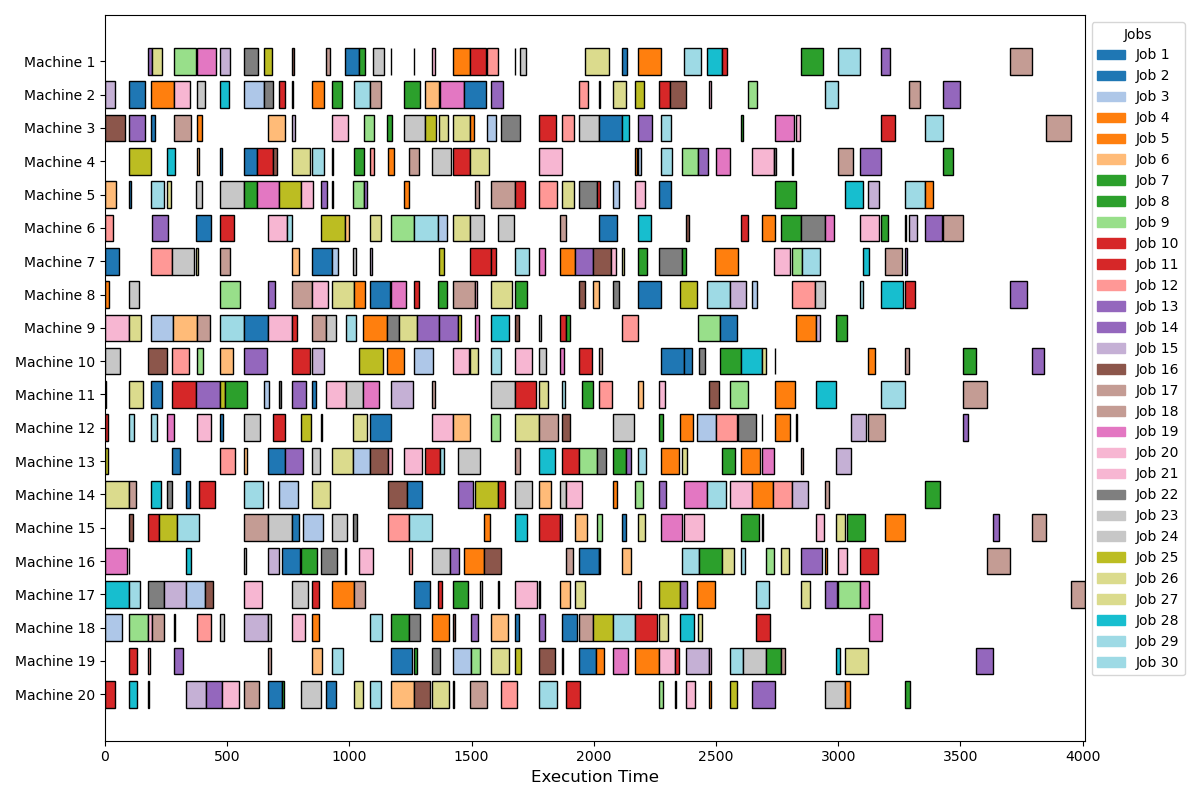 Machine 1
Machine 2
Machine 3
Machine 4
Machine 5
Machine 6
Machine 7
Machine 8
Machine 9
Machine 10
Machine 11
Machine 12
Machine 13
Machine 14
Machine 15
Machine 16
Machine 17
Machine 18
Machine 19
Machine 20
0 500 1000 1500 2000 2500 3000 3500 4000
Execution Time
Jobs
Job 1
Job 2
Job 3
Job 4
Job 5
Job 6
Job 7
Job 8
Job 9
Job 10
Job 11
Job 12
Job 13
Job 14
Job 15
Job 16
Job 17
Job 18
Job 19
Job 20
Job 21
Job 22
Job 23
Job 24
Job 25
Job 26
Job 27
Job 28
Job 29
Job 30